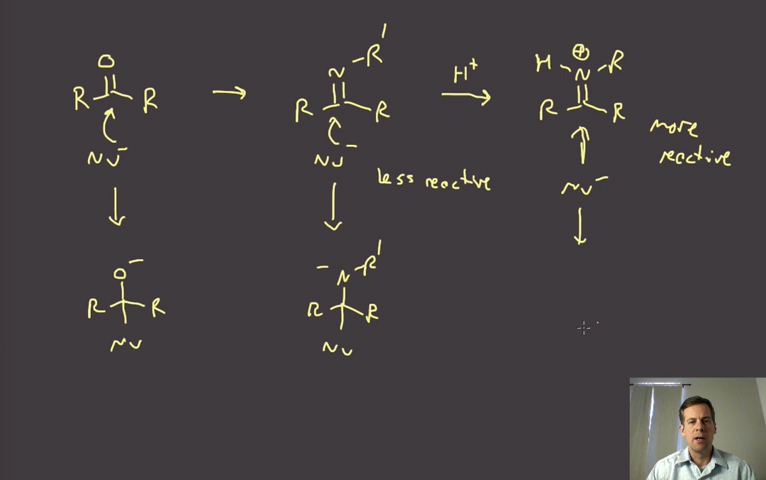 O
R R
Nu⁻
R'
N
R R
Nu⁻
less reactive
H⁺
⊕
H N R
R R
Nu⁻
more
reactive
O⁻
R R
Nu
⁻ N R'
R R
Nu